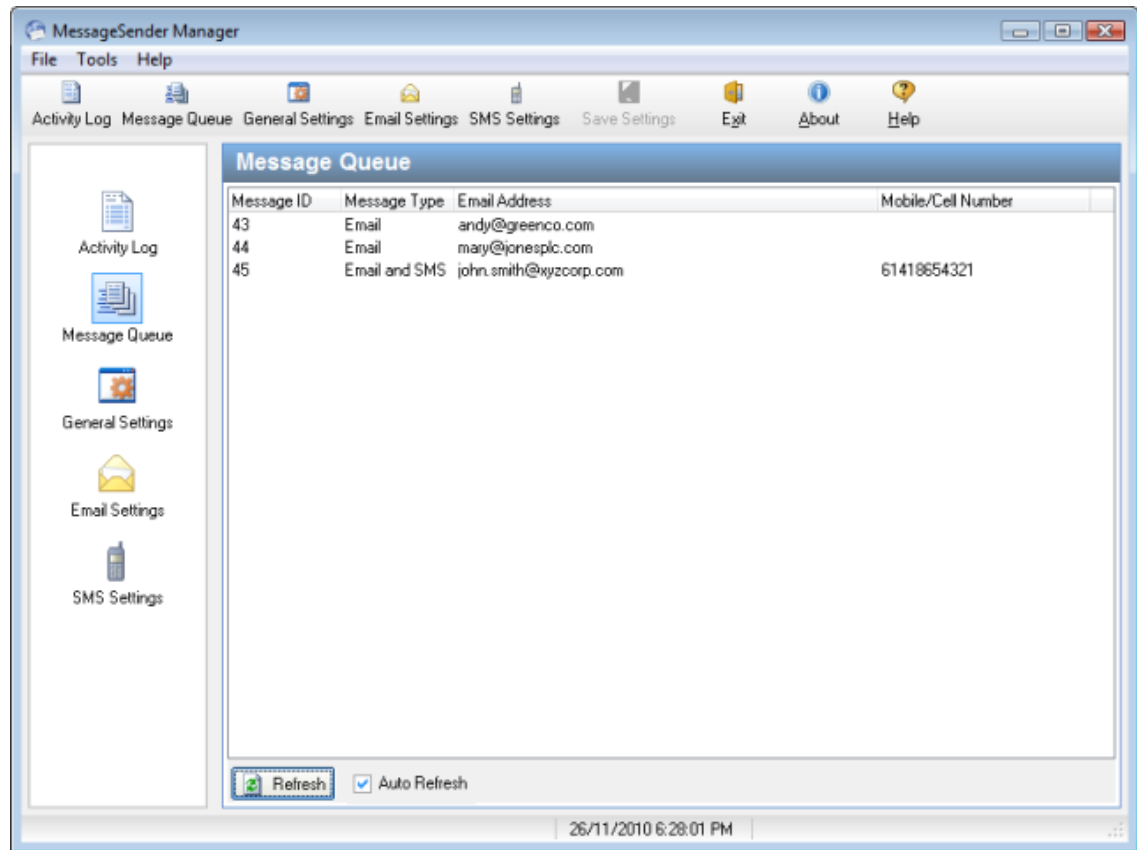 MessageSender Manager
File Tools Help
Activity Log Message Queue General Settings Email Settings SMS Settings Save Settings Exit About Help
Message Queue
Message ID Message Type Email Address Mobile/Cell Number
43 Email andy@greenco.com
44 Email mary@jonesplc.com
45 Email and SMS john.smith@xyzcorp.com 61418654321
Activity Log
Message Queue
General Settings
Email Settings
SMS Settings
Refresh Auto Refresh
26/11/2010 6:28:01 PM